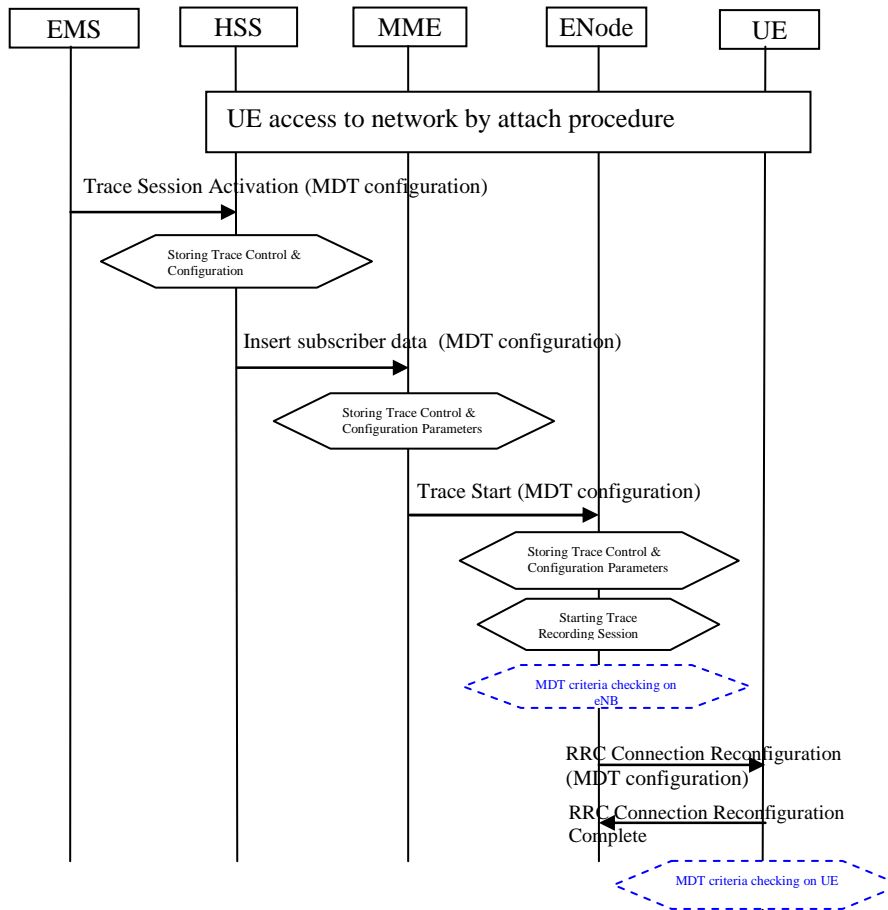 EMS HSS MME ENode UE
UE access to network by attach procedure
Trace Session Activation (MDT configuration)
Storing Trace Control &
Configuration
Insert subscriber data (MDT configuration)
Storing Trace Control &
Configuration Parameters
Trace Start (MDT configuration)
Storing Trace Control &
Configuration Parameters
Starting Trace
Recording Session
MDT criteria checking on
eNB
RRC Connection Reconfiguration
(MDT configuration)
RRC Connection Reconfiguration
Complete
MDT criteria checking on UE